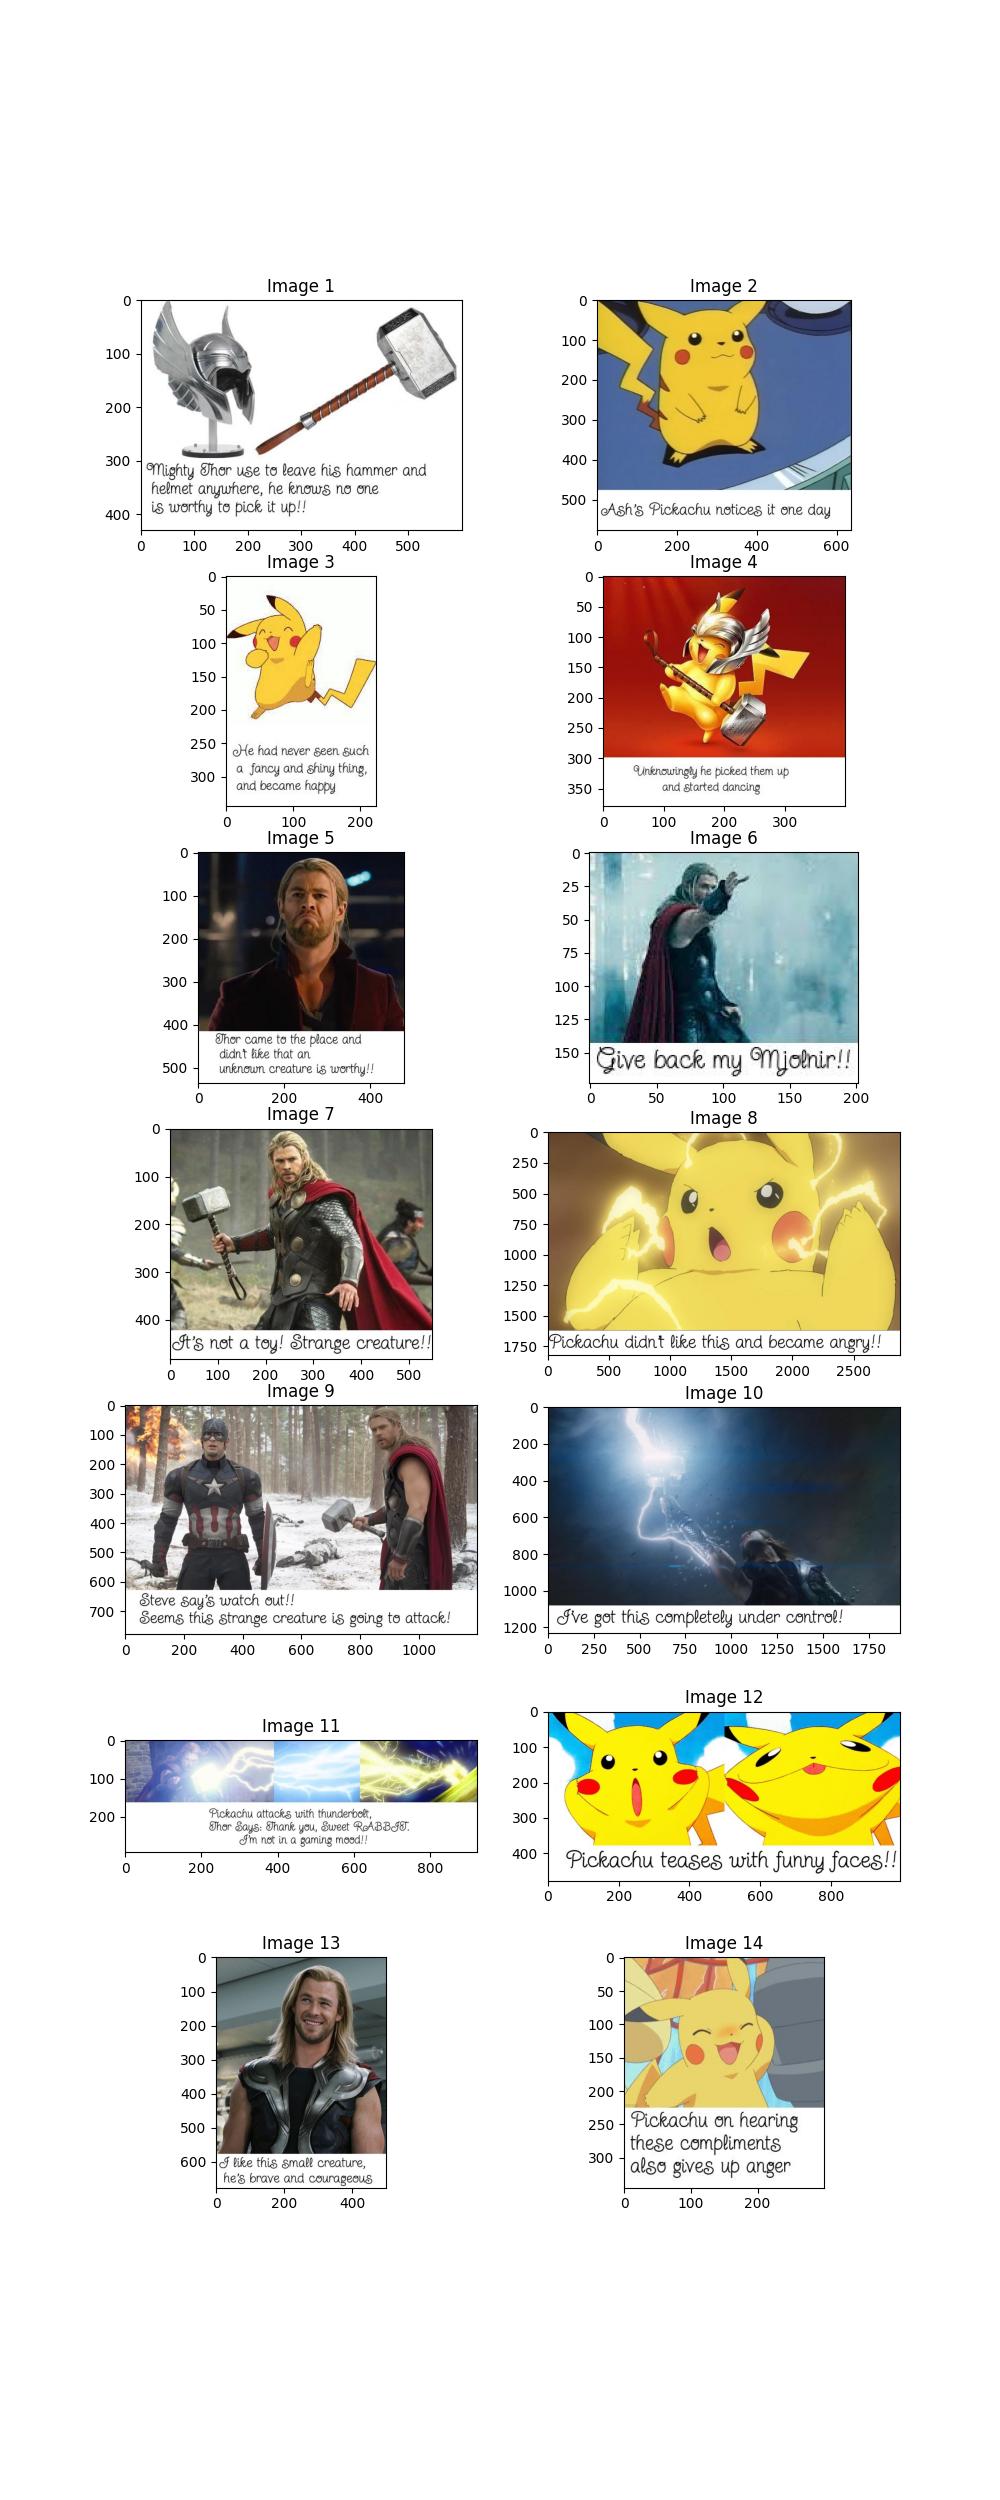 Image 1
0
100
200
300
400
Mighty Thor use to leave his hammer and
helmet anywhere, he knows no one
is worthy to pick it up!!
0 100 200 300 400 500
Image 2
0
100
200
300
400
500
Ash's Pickachu notices it one day
0 200 400 600
Image 3
0
50
100
150
200
250
300
He had never seen such
a fancy and shiny thing,
and became happy
0 100 200
Image 4
0
50
100
150
200
250
300
350
Unknowingly he picked them up
and started dancing
0 100 200 300
Image 5
0
100
200
300
400
500
Thor came to the place and
didn't like that an
unknown creature is worthy!!
0 200 400
Image 6
0
25
50
75
100
125
150
Give back my Mjolnir!!
0 50 100 150 200
Image 7
0
100
200
300
400
It's not a toy! Strange creature!!
0 100 200 300 400 500
Image 8
0
250
500
750
1000
1250
1500
1750
Pickachu didn't like this and became angry!!
0 500 1000 1500 2000 2500
Image 9
0
100
200
300
400
500
600
700
Steve say's watch out!!
Seems this strange creature is going to attack!
0 200 400 600 800 1000
Image 10
0
200
400
600
800
1000
1200
I've got this completely under control!
0 250 500 750 1000 1250 1500 1750
Image 11
0
100
200
Pickachu attacks with thunderbolt,
Thor Says: Thank you, Sweet RABBIT.
I'm not in a gaming mood!!
0 200 400 600 800
Image 12
0
100
200
300
400
Pickachu teases with funny faces!!
0 200 400 600 800
Image 13
0
100
200
300
400
500
600
I like this small creature,
he's brave and courageous
0 200 400
Image 14
0
50
100
150
200
250
300
Pickachu on hearing
these compliments
also gives up anger
0 100 200